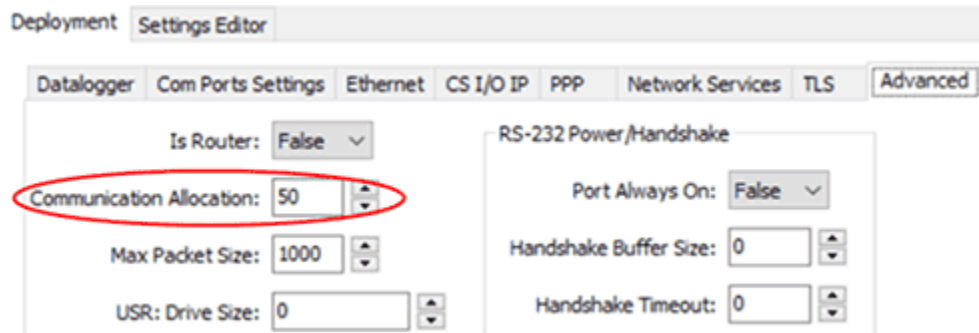 Deployment Settings Editor
Datalogger Com Ports Settings Ethernet CS I/O IP PPP Network Services TLS Advanced
Is Router: False
Communication Allocation: 50
Max Packet Size: 1000
USR: Drive Size: 0
RS-232 Power/Handshake
Port Always On: False
Handshake Buffer Size: 0
Handshake Timeout: 0